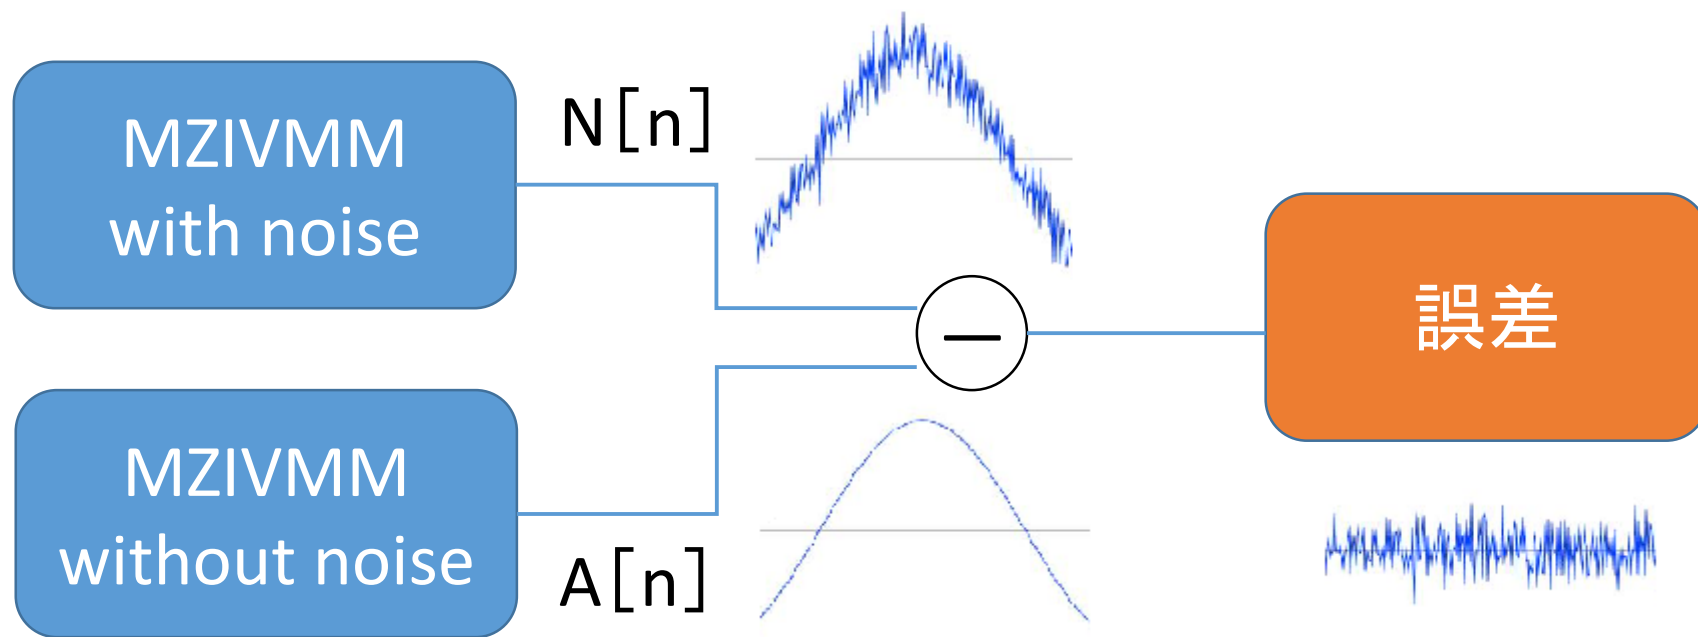 MZIVMM
with noise
N[n]
−
誤差
MZIVMM
without noise
A[n]